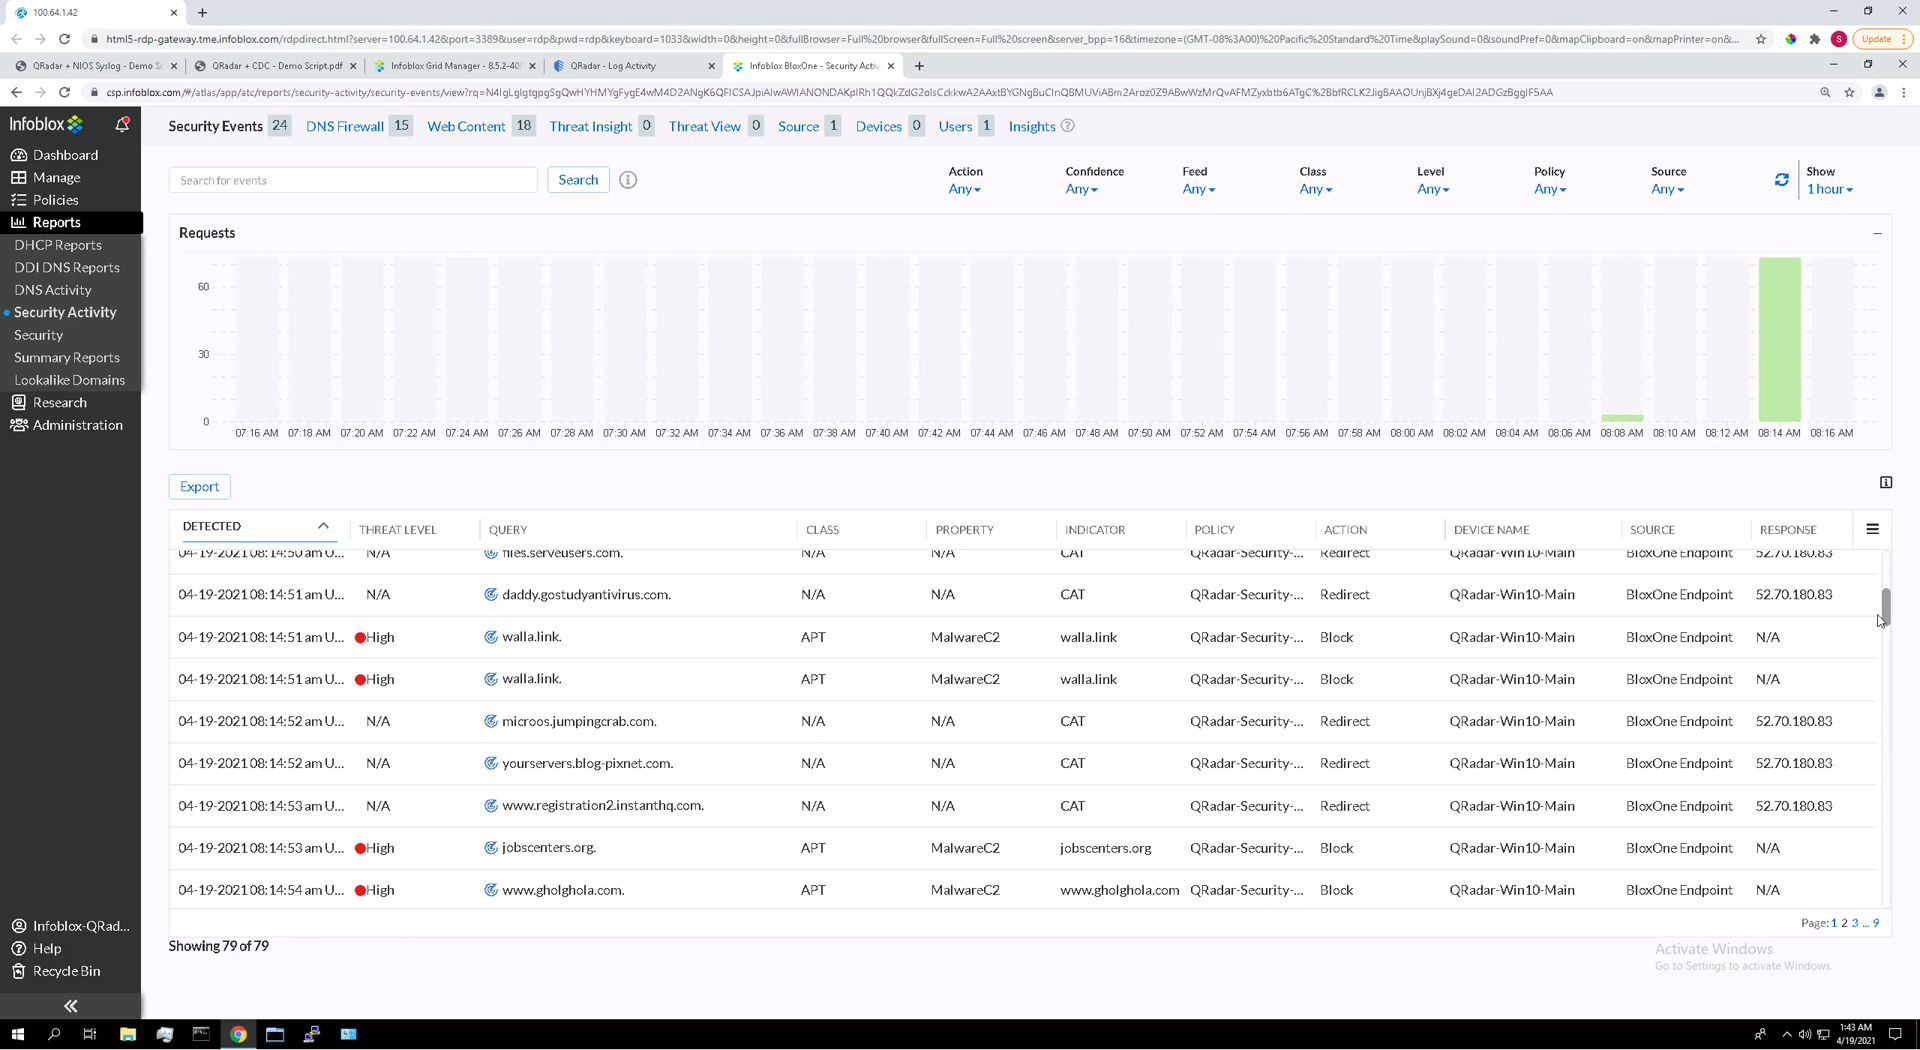 100.64.1.42
html5-rdp-gateway.tme.infoblox.com/rdpdirect.html?server=100.64.1.42&port=3389&user=rdp&pwd=rdp&keyboard=1033&width=0&height=0&fullBrowser=Full%20browser&fullScreen=Full%20screen&server_bpp=16&timezone=(GMT-08%3A00)%20Pacific%20Standard%20Time&playSound=0&soundPref=0&mapClipboard=on&mapPrinter=on&... S Update
QRadar + NIOS Syslog - Demo Sc QRadar + CDC - Demo Script.pdf Infoblox Grid Manager - 8.5.2-409 QRadar - Log Activity Infoblox BloxOne - Security Activ
Infoblox
Security Events 24 DNS Firewall 15 Web Content 18 Threat Insight 0 Threat View 0 Source 1 Devices 0 Users 1 Insights
Dashboard
Manage
Policies
Reports
DHCP Reports
DDI DNS Reports
DNS Activity
Security Activity
Security
Summary Reports
Lookalike Domains
Research
Administration
Search for events Search
Action Confidence Feed Class Level Policy Source Show
Any Any Any Any Any Any Any 1 hour
Requests
60
30
0
07:16 AM 07:18 AM 07:20 AM 07:22 AM 07:24 AM 07:26 AM 07:28 AM 07:30 AM 07:32 AM 07:34 AM 07:36 AM 07:38 AM 07:40 AM 07:42 AM 07:44 AM 07:46 AM 07:48 AM 07:50 AM 07:52 AM 07:54 AM 07:56 AM 07:58 AM 08:00 AM 08:02 AM 08:04 AM 08:06 AM 08:08 AM 08:10 AM 08:12 AM 08:14 AM 08:16 AM
Export
DETECTED THREAT LEVEL QUERY CLASS PROPERTY INDICATOR POLICY ACTION DEVICE NAME SOURCE RESPONSE
04-19-2021 08:14:50 am U... N/A files.serveusers.com. N/A N/A CAT QRadar-Security-... Redirect QRadar-Win10-Main BloxOne Endpoint 52.70.180.83
04-19-2021 08:14:51 am U... N/A daddy.gostudyantivirus.com. N/A N/A CAT QRadar-Security-... Redirect QRadar-Win10-Main BloxOne Endpoint 52.70.180.83
04-19-2021 08:14:51 am U... High walla.link. APT MalwareC2 walla.link QRadar-Security-... Block QRadar-Win10-Main BloxOne Endpoint N/A
04-19-2021 08:14:51 am U... High walla.link. APT MalwareC2 walla.link QRadar-Security-... Block QRadar-Win10-Main BloxOne Endpoint N/A
04-19-2021 08:14:52 am U... N/A microos.jumpingcrab.com. N/A N/A CAT QRadar-Security-... Redirect QRadar-Win10-Main BloxOne Endpoint 52.70.180.83
04-19-2021 08:14:52 am U... N/A yourservers.blog-pixnet.com. N/A N/A CAT QRadar-Security-... Redirect QRadar-Win10-Main BloxOne Endpoint 52.70.180.83
04-19-2021 08:14:53 am U... N/A www.registration2.instanthq.com. N/A N/A CAT QRadar-Security-... Redirect QRadar-Win10-Main BloxOne Endpoint 52.70.180.83
04-19-2021 08:14:53 am U... High jobscenters.org. APT MalwareC2 jobscenters.org QRadar-Security-... Block QRadar-Win10-Main BloxOne Endpoint N/A
04-19-2021 08:14:54 am U... High www.gholghola.com. APT MalwareC2 www.gholghola.com QRadar-Security-... Block QRadar-Win10-Main BloxOne Endpoint N/A
Page: 1 2 3 ... 9
Showing 79 of 79
Activate Windows
Go to Settings to activate Windows.
Infoblox-QRad...
Help
Recycle Bin
1:43 AM
4/19/2021